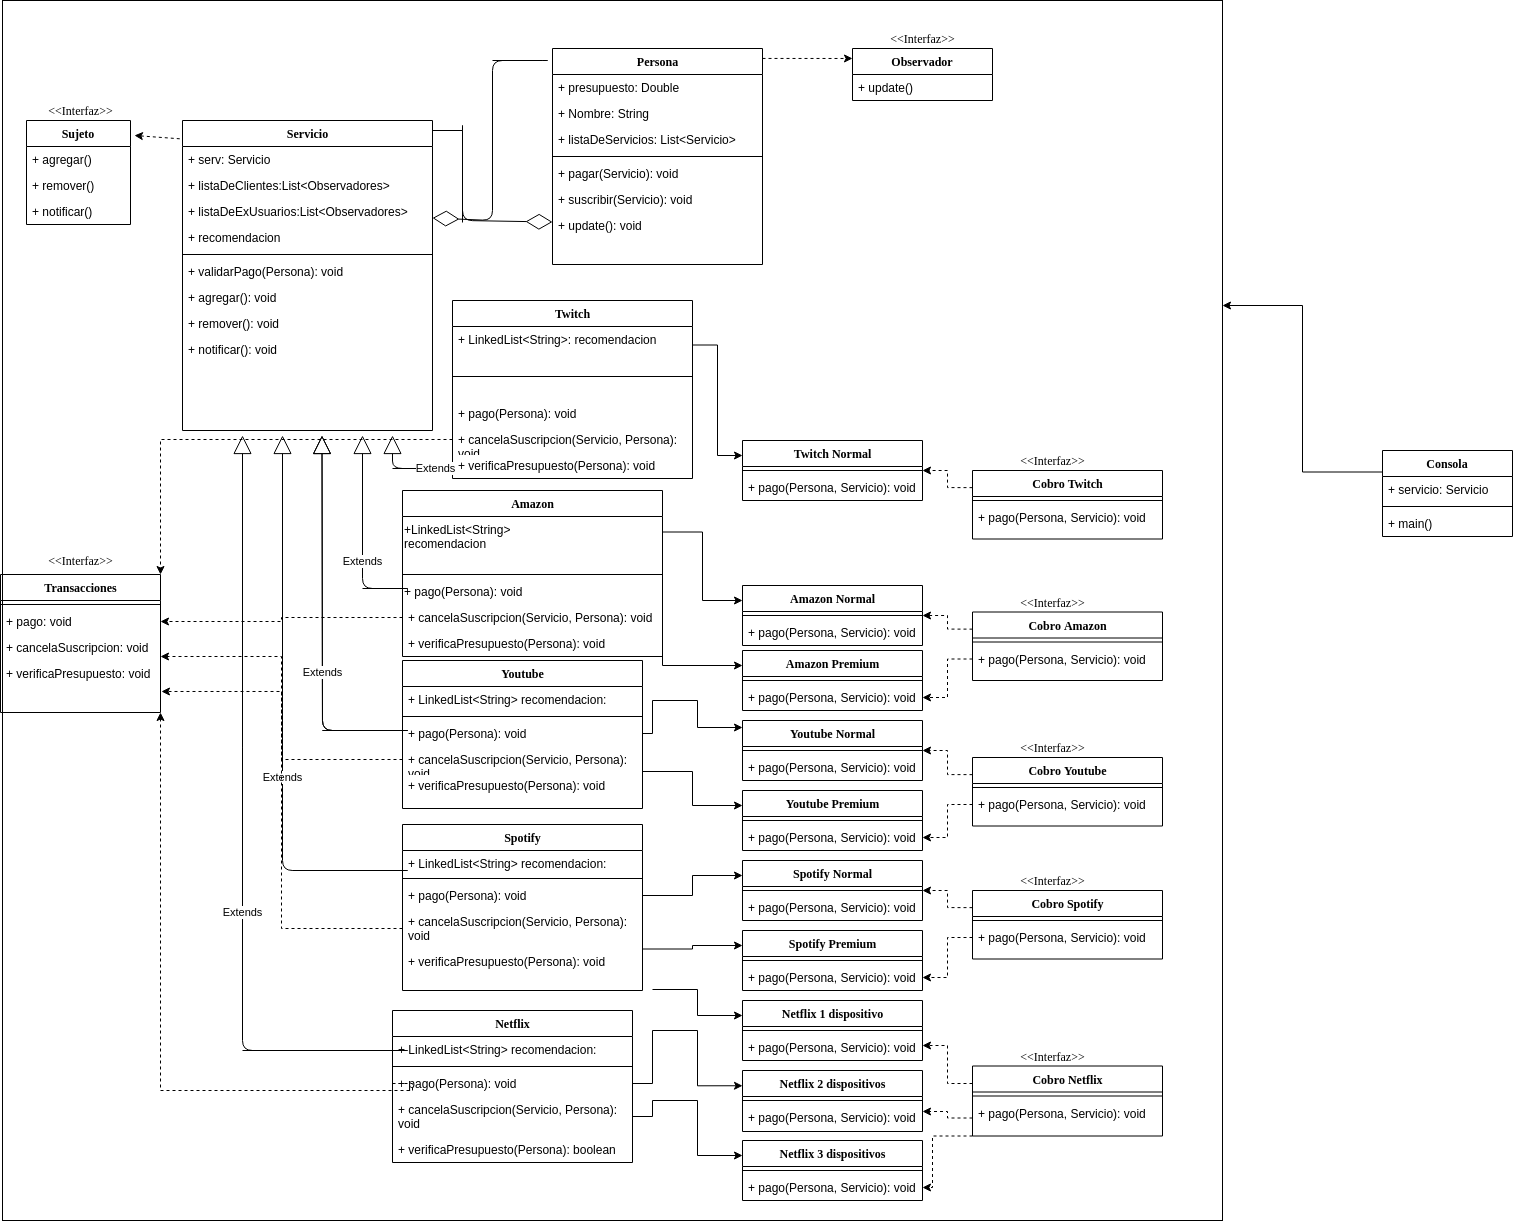 <<Interfaz>>
Observador
+ update()
Persona
+ presupuesto: Double
+ Nombre: String
+ listaDeServicios: List<Servicio>
+ pagar(Servicio): void
+ suscribir(Servicio): void
+ update(): void
<<Interfaz>>
Sujeto
+ agregar()
+ remover()
+ notificar()
Servicio
+ serv: Servicio
+ listaDeClientes:List<Observadores>
+ listaDeExUsuarios:List<Observadores>
+ recomendacion
+ validarPago(Persona): void
+ agregar(): void
+ remover(): void
+ notificar(): void
Twitch
+ LinkedList<String>: recomendacion
+ pago(Persona): void
+ cancelaSuscripcion(Servicio, Persona):
void
+ verificaPresupuesto(Persona): void
Extends
Twitch Normal
+ pago(Persona, Servicio): void
<<Interfaz>>
Cobro Twitch
+ pago(Persona, Servicio): void
Consola
+ servicio: Servicio
+ main()
Amazon
+LinkedList<String>
recomendacion
+ pago(Persona): void
+ cancelaSuscripcion(Servicio, Persona): void
+ verificaPresupuesto(Persona): void
Extends
<<Interfaz>>
Transacciones
+ pago: void
+ cancelaSuscripcion: void
+ verificaPresupuesto: void
Amazon Normal
+ pago(Persona, Servicio): void
Amazon Premium
+ pago(Persona, Servicio): void
<<Interfaz>>
Cobro Amazon
+ pago(Persona, Servicio): void
Extends
Youtube
+ LinkedList<String> recomendacion:
+ pago(Persona): void
+ cancelaSuscripcion(Servicio, Persona):
void
+ verificaPresupuesto(Persona): void
Youtube Normal
+ pago(Persona, Servicio): void
Youtube Premium
+ pago(Persona, Servicio): void
<<Interfaz>>
Cobro Youtube
+ pago(Persona, Servicio): void
Extends
Spotify
+ LinkedList<String> recomendacion:
+ pago(Persona): void
+ cancelaSuscripcion(Servicio, Persona):
void
+ verificaPresupuesto(Persona): void
Spotify Normal
+ pago(Persona, Servicio): void
Spotify Premium
+ pago(Persona, Servicio): void
<<Interfaz>>
Cobro Spotify
+ pago(Persona, Servicio): void
Extends
Netflix
+ LinkedList<String> recomendacion:
+ pago(Persona): void
+ cancelaSuscripcion(Servicio, Persona):
void
+ verificaPresupuesto(Persona): boolean
Netflix 1 dispositivo
+ pago(Persona, Servicio): void
Netflix 2 dispositivos
+ pago(Persona, Servicio): void
Netflix 3 dispositivos
+ pago(Persona, Servicio): void
<<Interfaz>>
Cobro Netflix
+ pago(Persona, Servicio): void